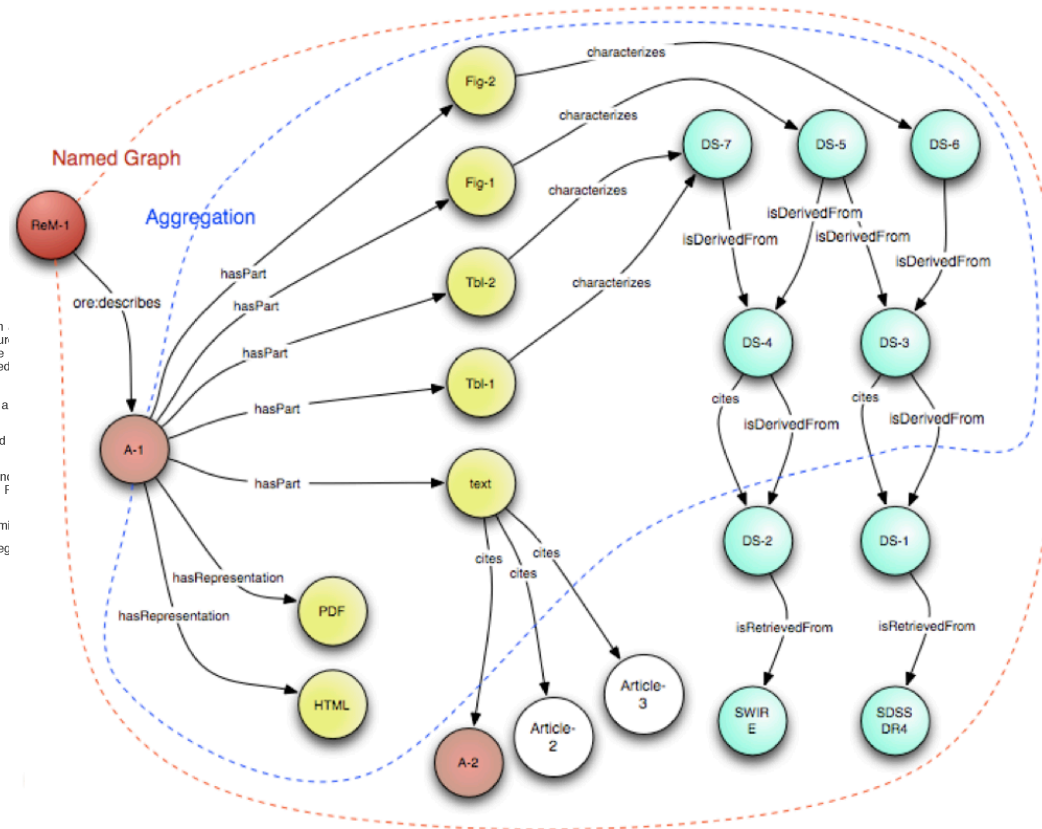 Named Graph
Aggregation
ReM-1
ore:describes
A-1
hasPart
hasPart
hasPart
hasPart
hasPart
hasRepresentation
hasRepresentation
Fig-2
Fig-1
Tbl-2
Tbl-1
text
PDF
HTML
characterizes
characterizes
characterizes
characterizes
cites
cites
cites
A-2
Article-
2
Article-
3
DS-7
DS-5
DS-6
isDerivedFrom
isDerivedFrom
isDerivedFrom
isDerivedFrom
DS-4
DS-3
cites
isDerivedFrom
cites
isDerivedFrom
DS-2
DS-1
isRetrievedFrom
isRetrievedFrom
SWIR
E
SDSS
DR4